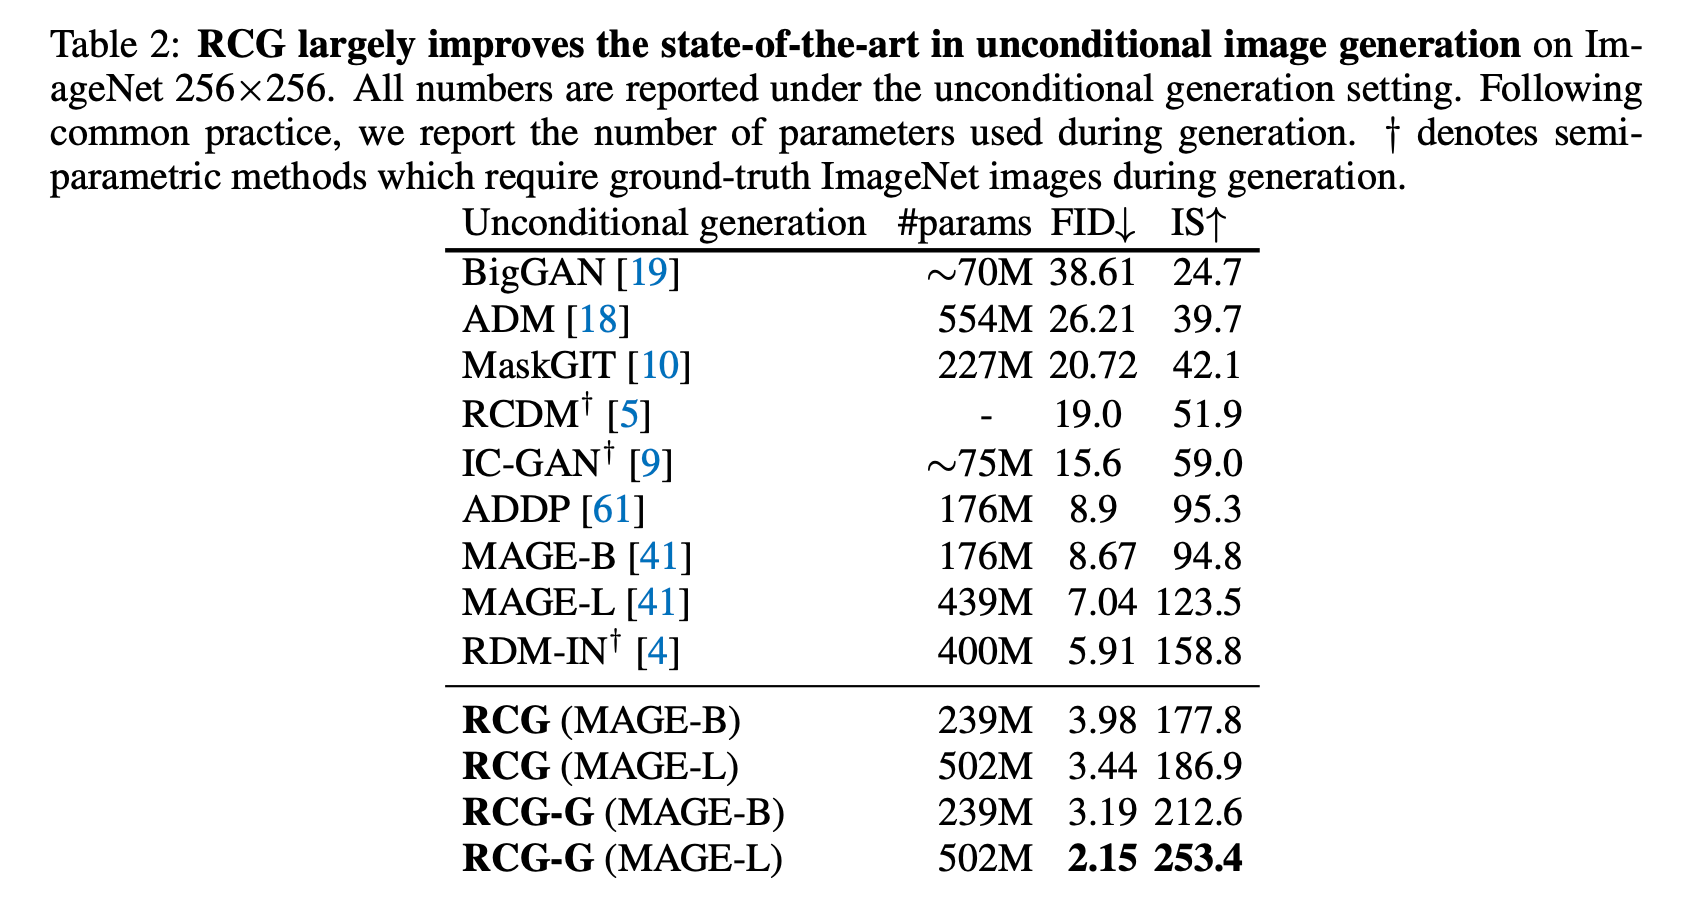 Table 2: RCG largely improves the state-of-the-art in unconditional image generation on Im-
ageNet 256×256. All numbers are reported under the unconditional generation setting. Following
common practice, we report the number of parameters used during generation. † denotes semi-
parametric methods which require ground-truth ImageNet images during generation.
Unconditional generation #params FID↓ IS↑
BigGAN [19] ~70M 38.61 24.7
ADM [18] 554M 26.21 39.7
MaskGIT [10] 227M 20.72 42.1
RCDM† [5] - 19.0 51.9
IC-GAN† [9] ~75M 15.6 59.0
ADDP [61] 176M 8.9 95.3
MAGE-B [41] 176M 8.67 94.8
MAGE-L [41] 439M 7.04 123.5
RDM-IN† [4] 400M 5.91 158.8
RCG (MAGE-B) 239M 3.98 177.8
RCG (MAGE-L) 502M 3.44 186.9
RCG-G (MAGE-B) 239M 3.19 212.6
RCG-G (MAGE-L) 502M 2.15 253.4